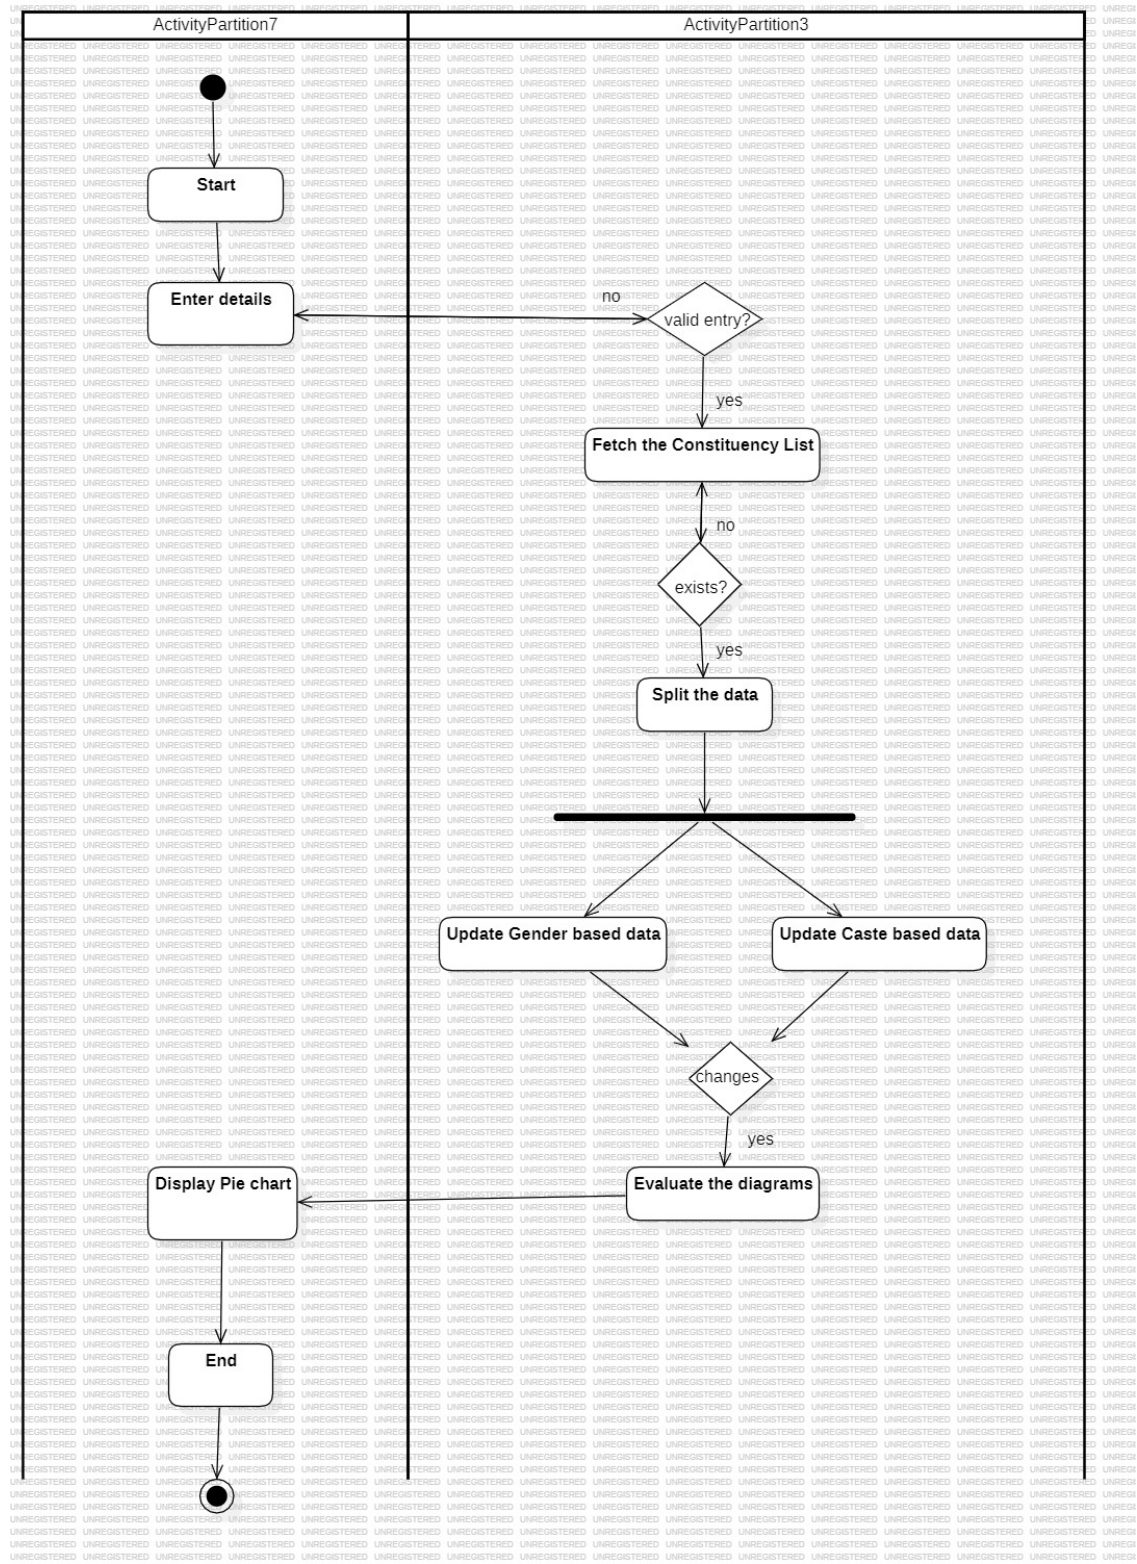 ActivityPartition7
ActivityPartition3
Start
Enter details
no
valid entry?
yes
Fetch the Constituency List
no
exists?
yes
Split the data
Update Gender based data
Update Caste based data
changes
yes
Display Pie chart
Evaluate the diagrams
End
UNREGISTERED